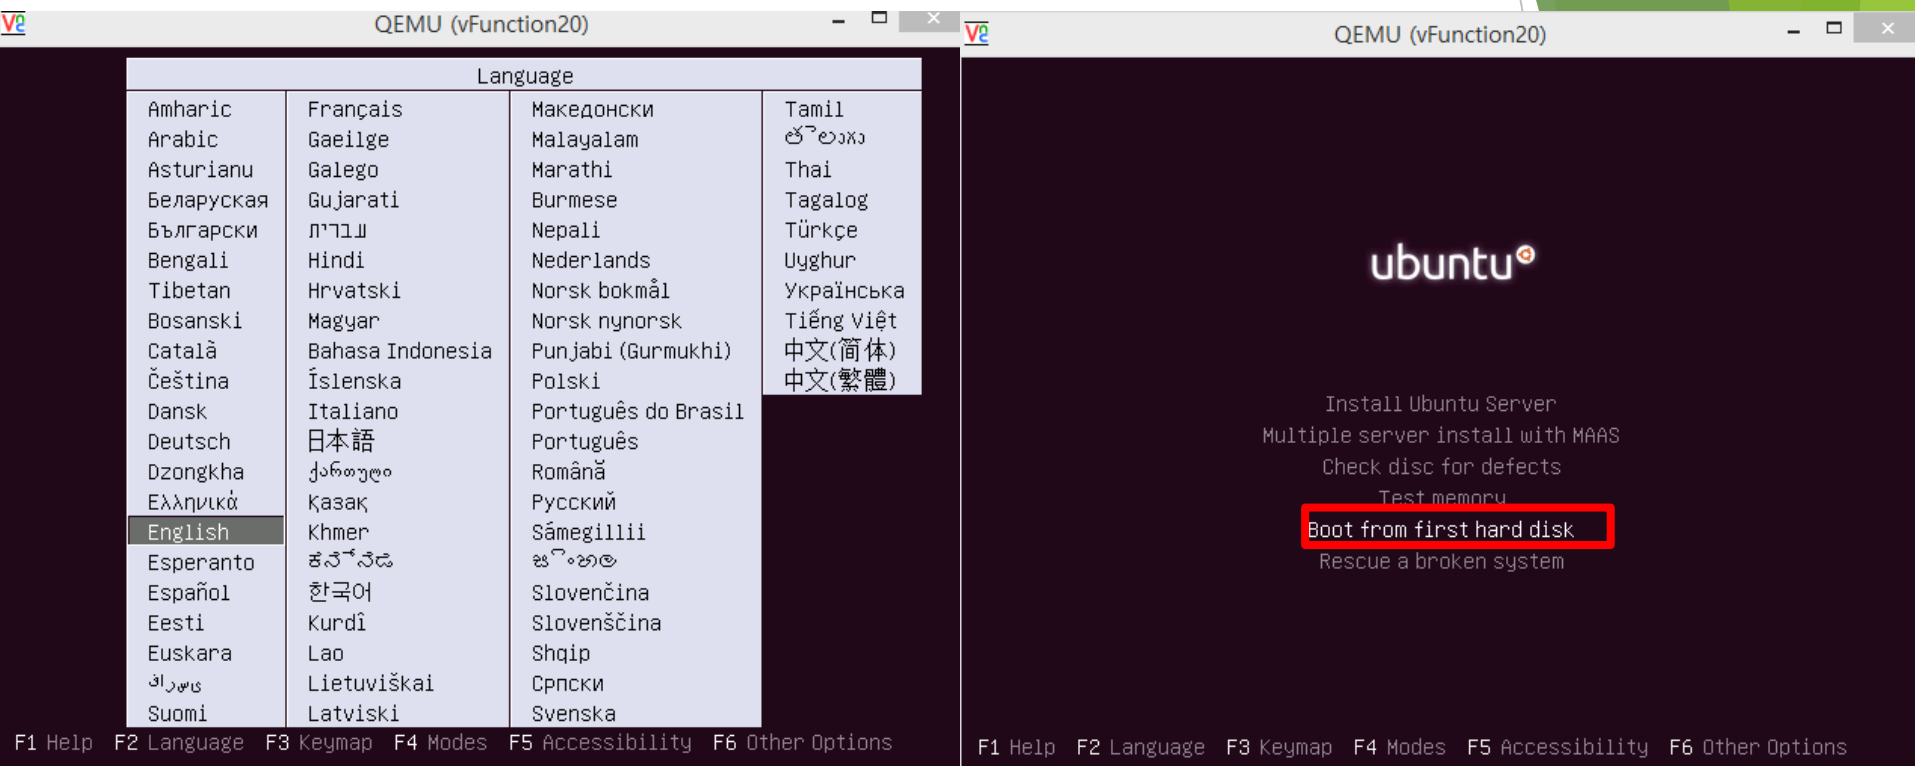 QEMU (vFunction20)
Language
Amharic
Arabic
Asturianu
Беларуская
Български
Bengali
Tibetan
Bosanski
Català
Čeština
Dansk
Deutsch
Dzongkha
Ελληνικά
English
Esperanto
Español
Eesti
Euskara
Suomi
Français
Gaeilge
Galego
Gujarati
עברית
Hindi
Hrvatski
Magyar
Bahasa Indonesia
Íslenska
Italiano
日本語
ქართული
Қазақ
Khmer
한국어
Kurdî
Lao
Lietuviškai
Latviski
Македонски
Malayalam
Marathi
Burmese
Nepali
Nederlands
Norsk bokmål
Norsk nynorsk
Punjabi (Gurmukhi)
Polski
Português do Brasil
Português
Română
Русский
Sámegillii
Slovenčina
Slovenščina
Shqip
Српски
Svenska
Tamil
Thai
Tagalog
Türkçe
Uyghur
Українська
Tiếng Việt
中文(简体)
中文(繁體)
F1 Help F2 Language F3 Keymap F4 Modes F5 Accessibility F6 Other Options
QEMU (vFunction20)
ubuntu
Install Ubuntu Server
Multiple server install with MAAS
Check disc for defects
Test memory
Boot from first hard disk
Rescue a broken system
F1 Help F2 Language F3 Keymap F4 Modes F5 Accessibility F6 Other Options